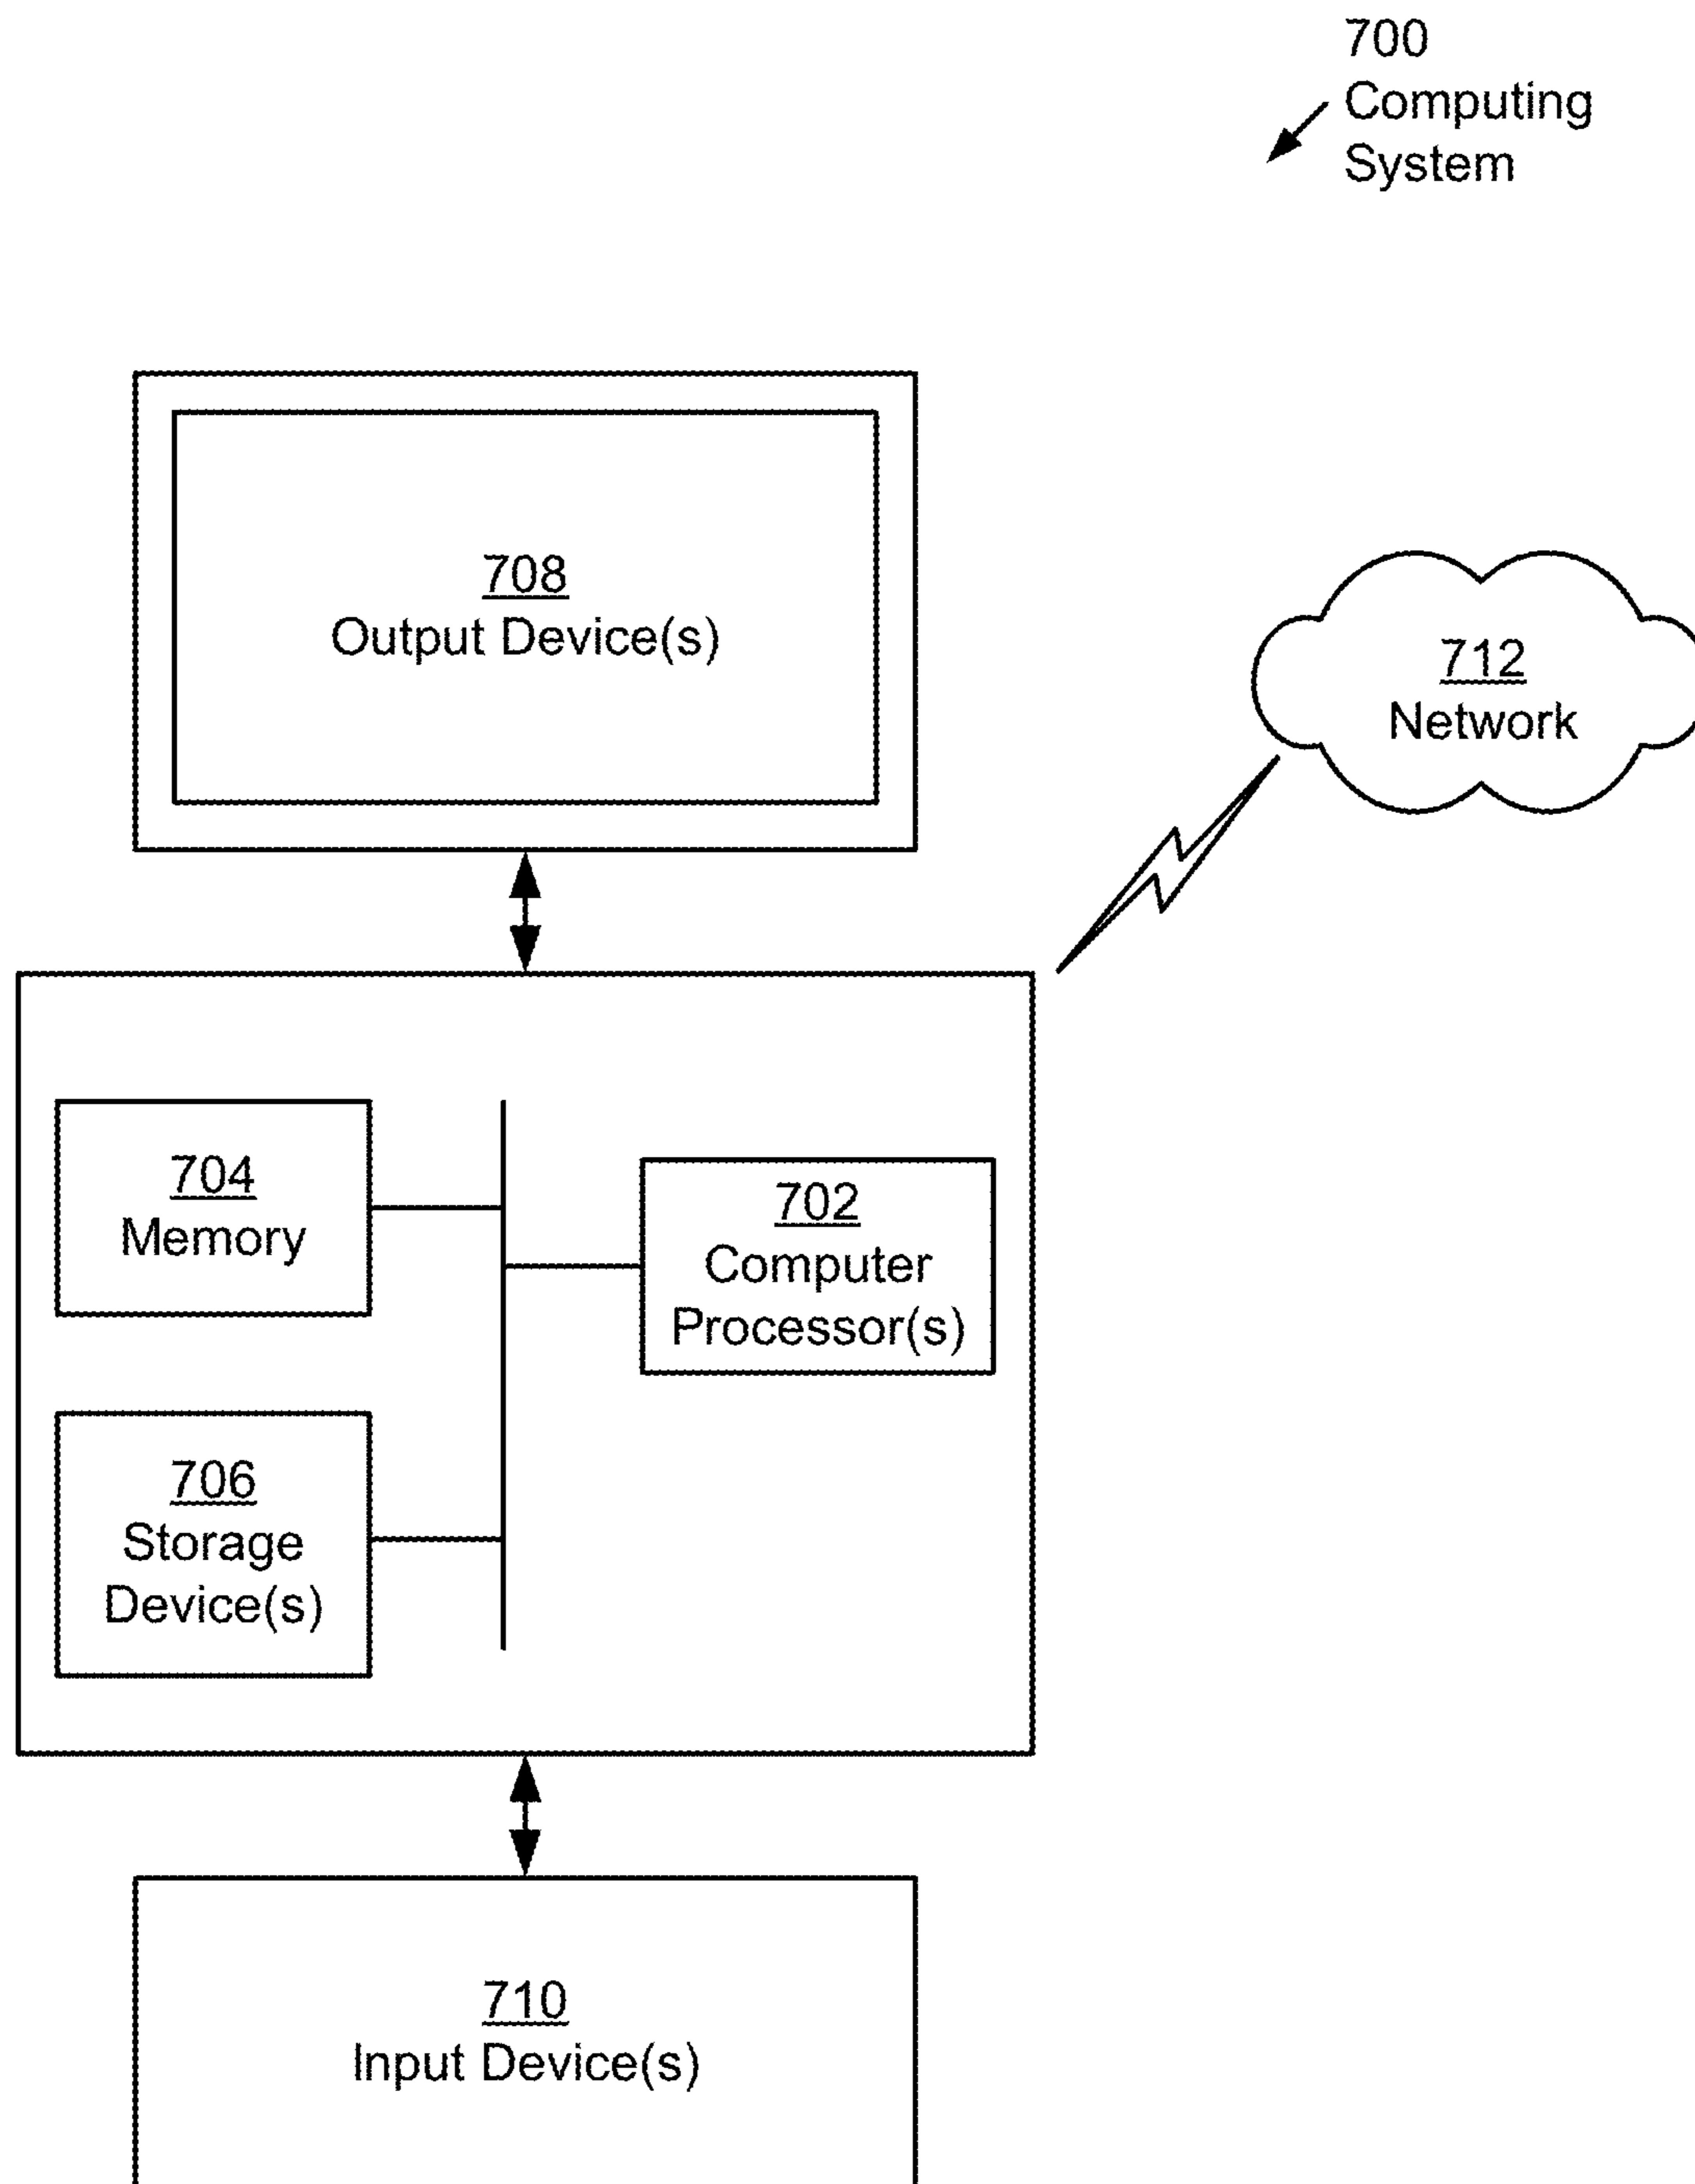 700
Computing
System
708
Output Device(s)
712
Network
704
Memory
702
Computer
Processor(s)
706
Storage
Device(s)
710
Input Device(s)